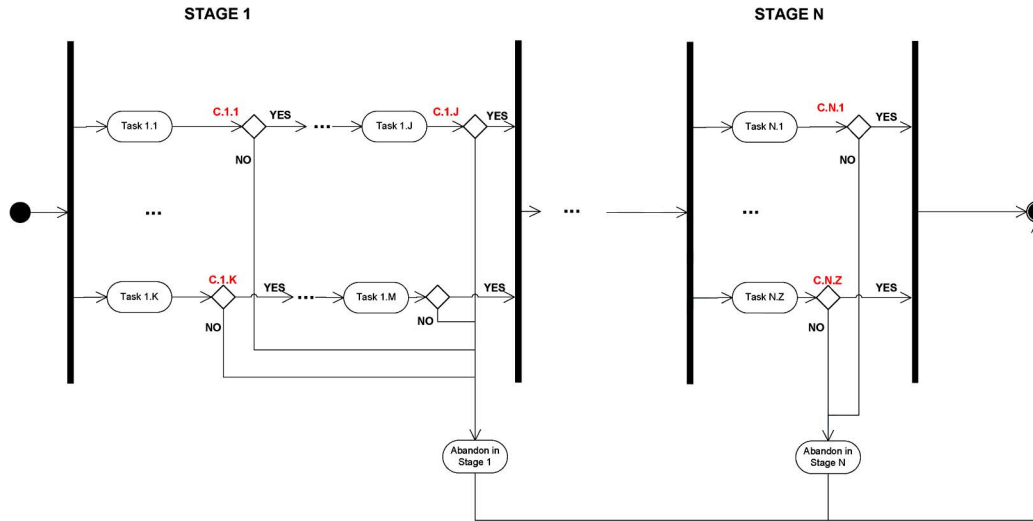 STAGE 1
STAGE N
C.1.1
C.1.J
C.N.1
YES
YES
YES
Task 1.1
...
Task 1.J
Task N.1
NO
NO
...
...
...
C.1.K
C.N.Z
YES
YES
YES
Task 1.K
...
Task 1.M
Task N.Z
NO
NO
NO
Abandon in
Stage 1
Abandon in
Stage N